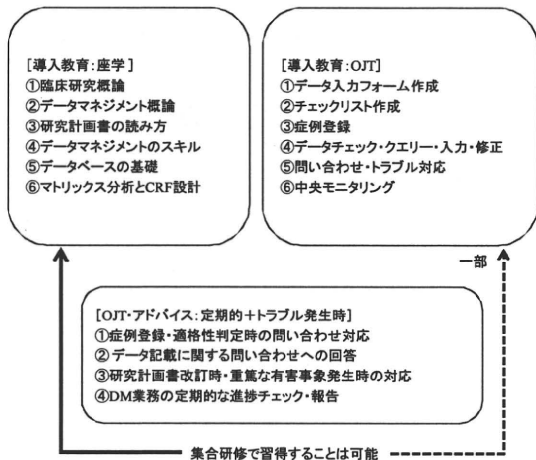 [導入教育:座学]
①臨床研究概論
②データマネジメント概論
③研究計画書の読み方
④データマネジメントのスキル
⑤データベースの基礎
⑥マトリックス分析とCRF設計
[導入教育:OJT]
①データ入力フォーム作成
②チェックリスト作成
③症例登録
④データチェック・クエリー・入力・修正
⑤問い合わせ・トラブル対応
⑥中央モニタリング
一部
[OJT・アドバイス:定期的+トラブル発生時]
①症例登録・適格性判定時の問い合わせ対応
②データ記載に関する問い合わせへの回答
③研究計画書改訂時・重篤な有害事象発生時の対応
④DM業務の定期的な進捗チェック・報告
集合研修で習得することは可能